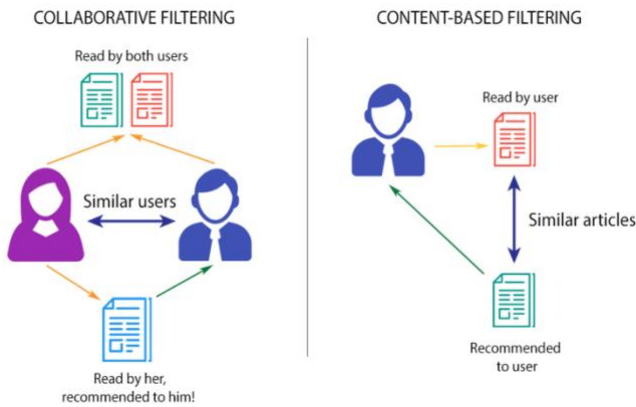 COLLABORATIVE FILTERING
Read by both users
Similar users
Read by her,
recommended to him!
CONTENT-BASED FILTERING
Read by user
Similar articles
Recommended
to user